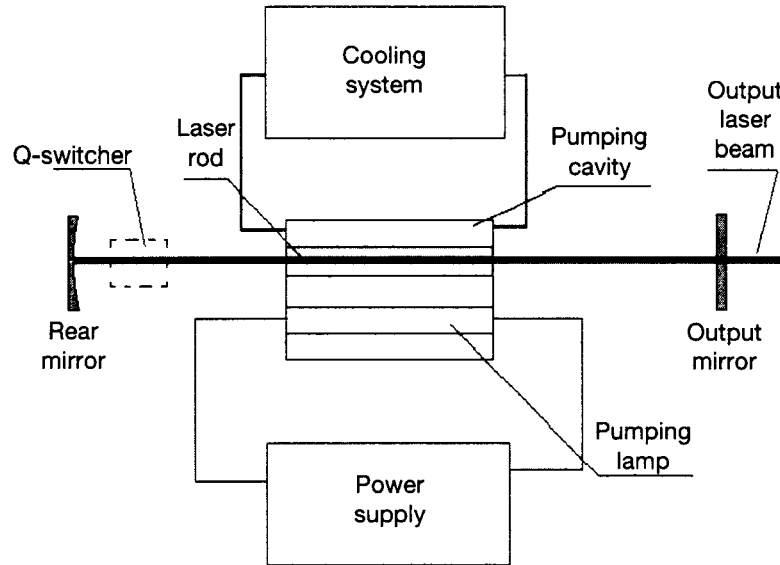 Cooling
system
Output
laser
beam
Laser
rod
Pumping
cavity
Q-switcher
Rear
mirror
Output
mirror
Pumping
lamp
Power
supply